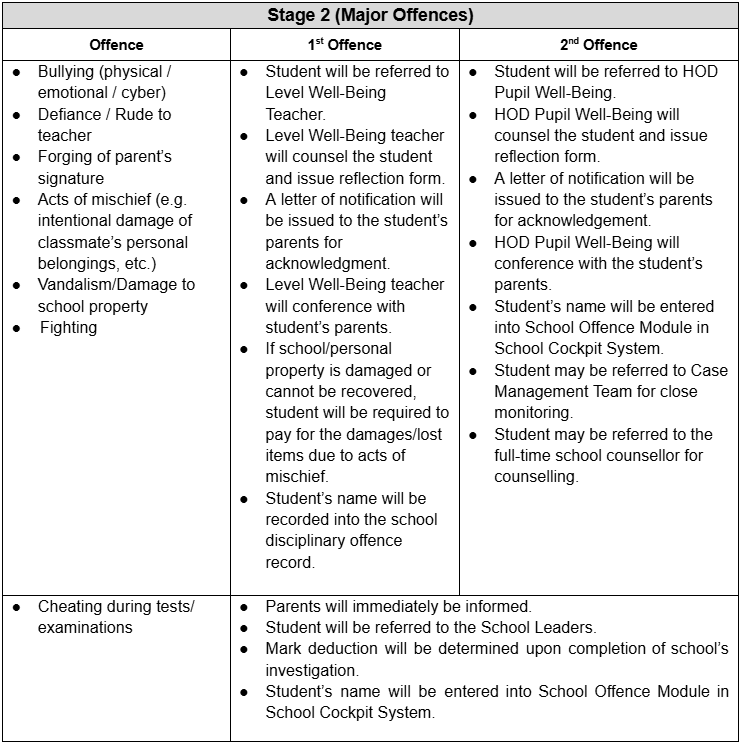 Stage 2 (Major Offences)
Offence
1st Offence
2nd Offence
● Bullying (physical /
emotional / cyber)
● Defiance / Rude to
teacher
● Forging of parent's
signature
● Acts of mischief (e.g.
intentional damage of
classmate's personal
belongings, etc.)
● Vandalism/Damage to
school property
● Fighting
● Student will be referred to
Level Well-Being
Teacher.
● Level Well-Being teacher
will counsel the student
and issue reflection form.
● A letter of notification will
be issued to the student's
parents for
acknowledgment.
● Level Well-Being teacher
will conference with
student's parents.
● If school/personal
property is damaged or
cannot be recovered,
student will be required to
pay for the damages/lost
items due to acts of
mischief.
● Student's name will be
recorded into the school
disciplinary offence
record.
● Student will be referred to HOD
Pupil Well-Being.
● HOD Pupil Well-Being will
counsel the student and issue
reflection form.
● A letter of notification will be
issued to the student's parents
for acknowledgement.
● HOD Pupil Well-Being will
conference with the student's
parents.
● Student's name will be entered
into School Offence Module in
School Cockpit System.
● Student may be referred to Case
Management Team for close
monitoring.
● Student may be referred to the
full-time school counsellor for
counselling.
● Cheating during tests/
examinations
● Parents will immediately be informed.
● Student will be referred to the School Leaders.
● Mark deduction will be determined upon completion of school's
investigation.
● Student's name will be entered into School Offence Module in
School Cockpit System.